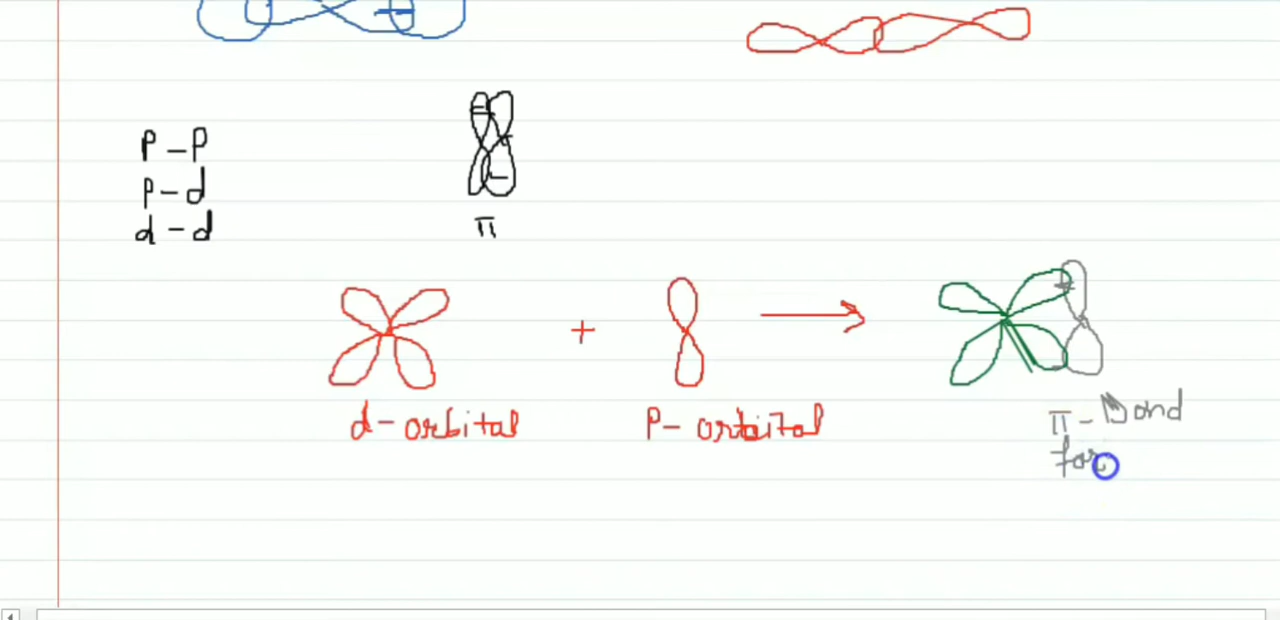 P-P
P-d
d-d
π
+
d-orbital
P-orbital
π-Bond
for